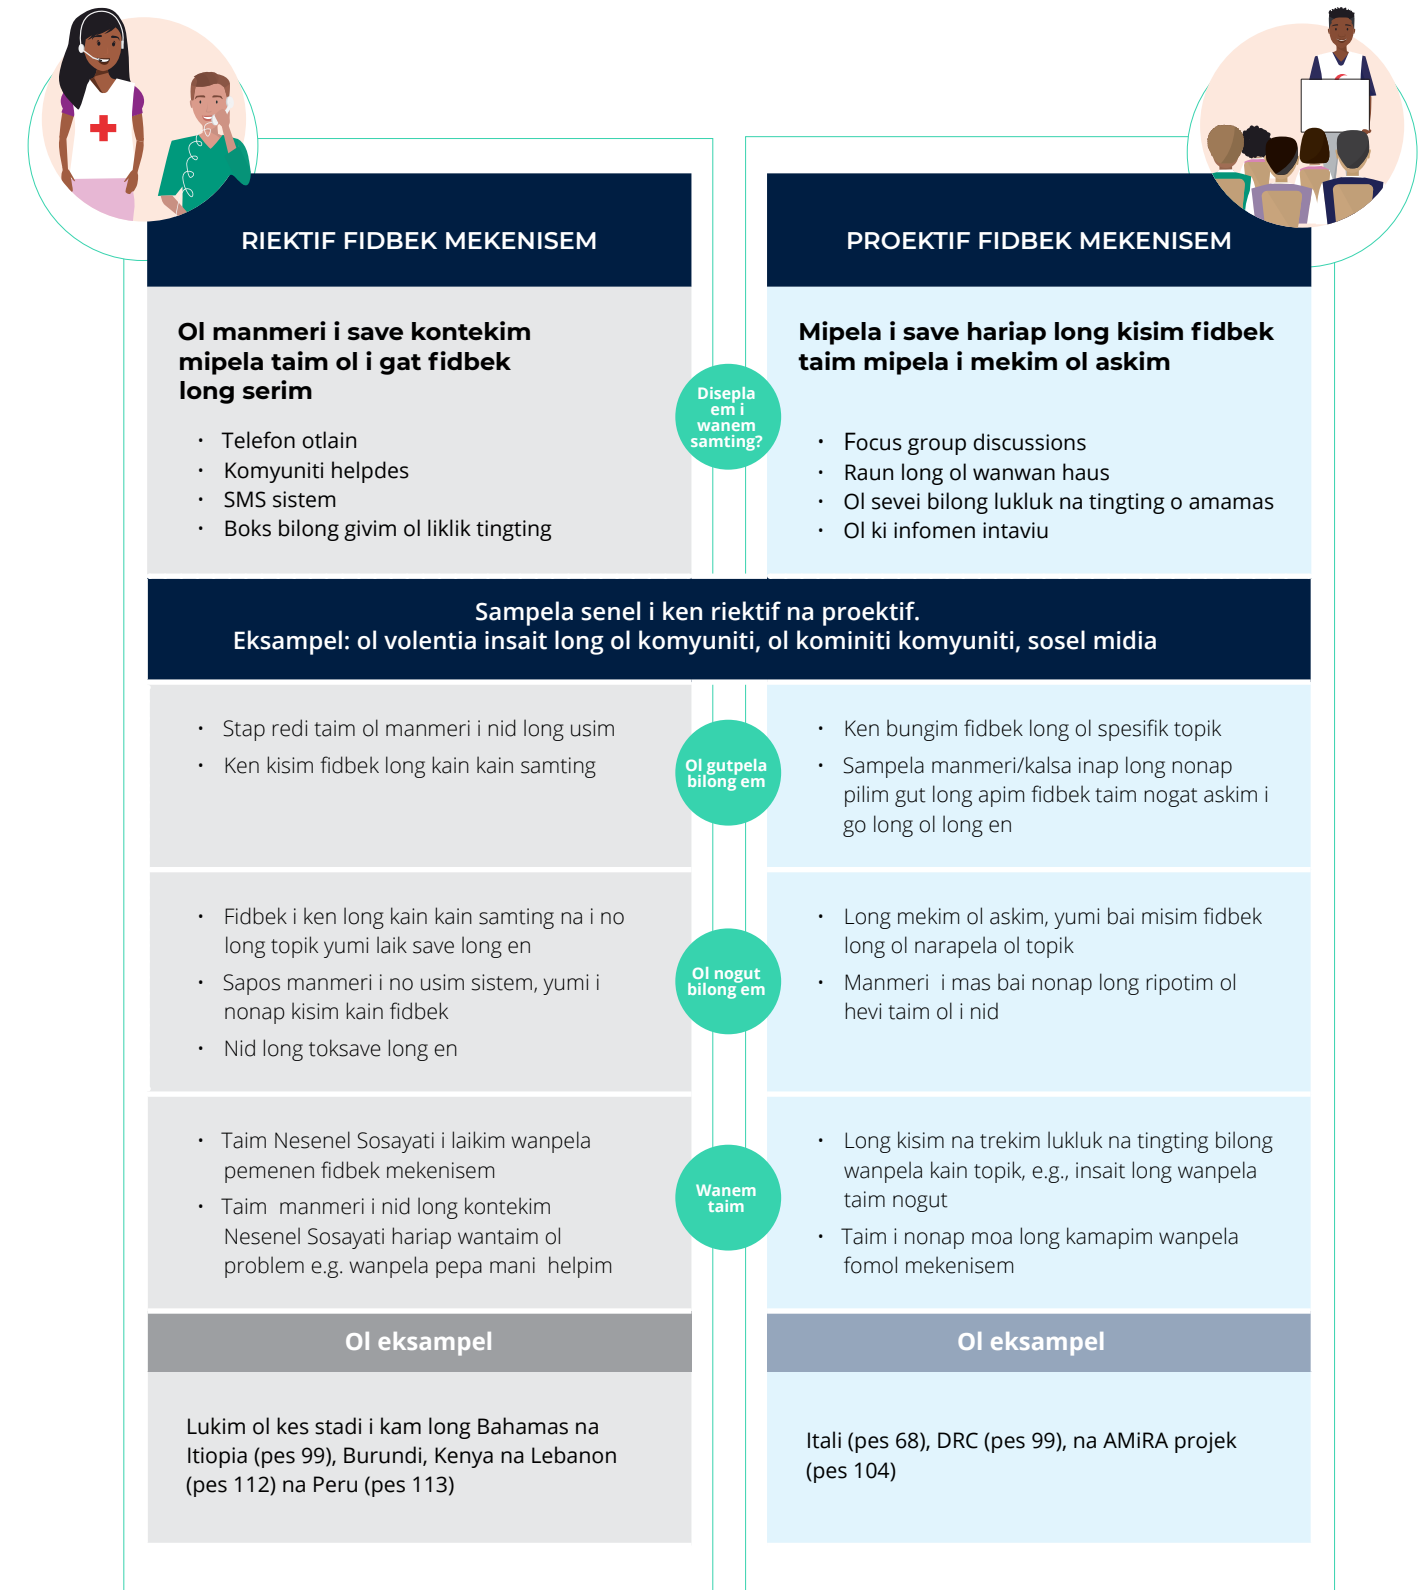 RIEKTIF FIDBEK MEKENISEM
PROEKTIF FIDBEK MEKENISEM
Ol manmeri i save kontekim
mipela taim ol i gat fidbek
long serim
• Telefon otlain
• Komyuniti helpdes
• SMS sistem
• Boks bilong givim ol liklik tingting
Disepla
em i
wanem
samting?
Mipela i save hariap long kisim fidbek
taim mipela i mekim ol askim
• Focus group discussions
• Raun long ol wanwan haus
• Ol sevei bilong lukluk na tingting o amamas
• Ol ki infomen intaviu
Sampela senel i ken riektif na proektif.
Eksampel: ol volentia insait long ol komyuniti, ol kominiti komyuniti, sosel midia
• Stap redi taim ol manmeri i nid long usim
• Ken kisim fidbek long kain kain samting
Ol gutpela
bilong em
• Ken bungim fidbek long ol spesifik topik
• Sampela manmeri/kalsa inap long nonap
pilim gut long apim fidbek taim nogat askim i
go long ol long en
• Fidbek i ken long kain kain samting na i no
long topik yumi laik save long en
• Sapos manmeri i no usim sistem, yumi i
nonap kisim kain fidbek
• Nid long toksave long en
Ol nogut
bilong em
• Long mekim ol askim, yumi bai misim fidbek
long ol narapela ol topik
• Manmeri i mas bai nonap long ripotim ol
hevi taim ol i nid
• Taim Nesenel Sosayati i laikim wanpela
pemenen fidbek mekenisem
• Taim manmeri i nid long kontekim
Nesenel Sosayati hariap wantaim ol
problem e.g. wanpela pepa mani helpim
Wanem
taim
• Long kisim na trekim lukluk na tingting bilong
wanpela kain topik, e.g., insait long wanpela
taim nogut
• Taim i nonap moa long kamapim wanpela
fomol mekenisem
Ol eksampel
Lukim ol kes stadi i kam long Bahamas na
Itiopia (pes 99), Burundi, Kenya na Lebanon
(pes 112) na Peru (pes 113)
Ol eksampel
Itali (pes 68), DRC (pes 99), na AMiRA projek
(pes 104)